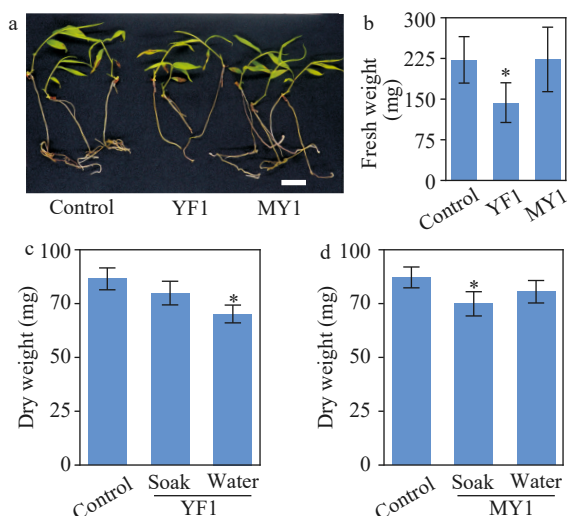 a
Control YF1 MY1
b
Fresh weight
(mg)
300
225
150
75
0
*
Control YF1 MY1
c
Dry weight (mg)
100
70
50
25
0
*
Control Soak Water
YF1
d
Dry weight (mg)
100
70
50
25
0
*
Control Soak Water
MY1